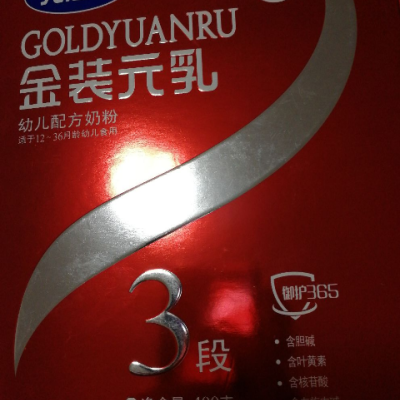 GOLDYUANRU
金装元乳
幼儿配方奶粉
适于12~36月龄幼儿食用
3段
御护365
· 含胆碱
· 含叶黄素
· 含核苷酸